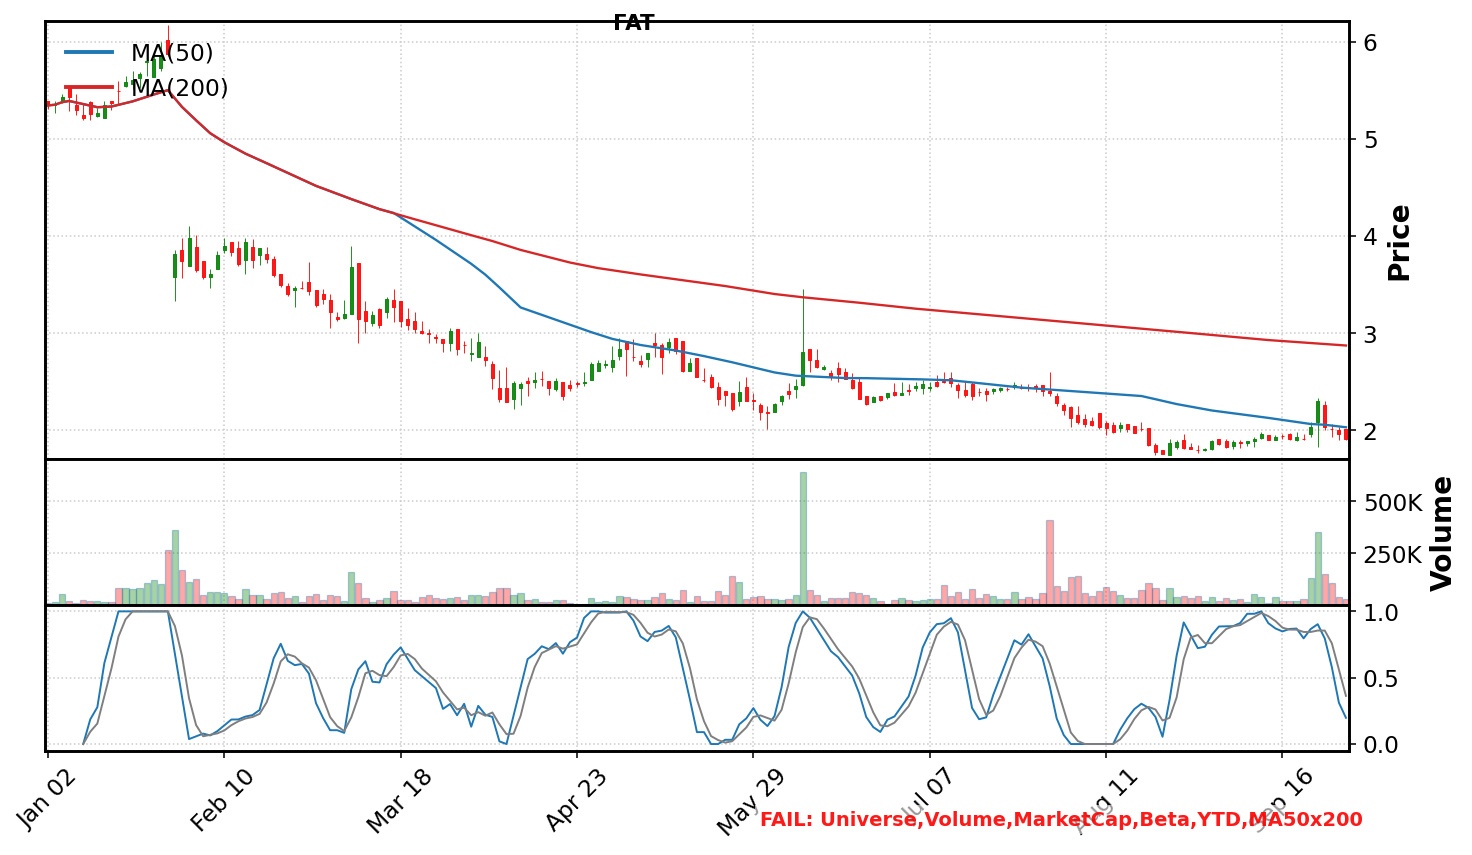 FAT
MA(50)
MA(200)
6
5
4
3
2
Price
500K
250K
Volume
1.0
0.5
0.0
Jan 02
Feb 10
Mar 18
Apr 23
May 29
Jul 07
Aug 11
Sep 16
FAIL: Universe,Volume,MarketCap,Beta,YTD,MA50x200